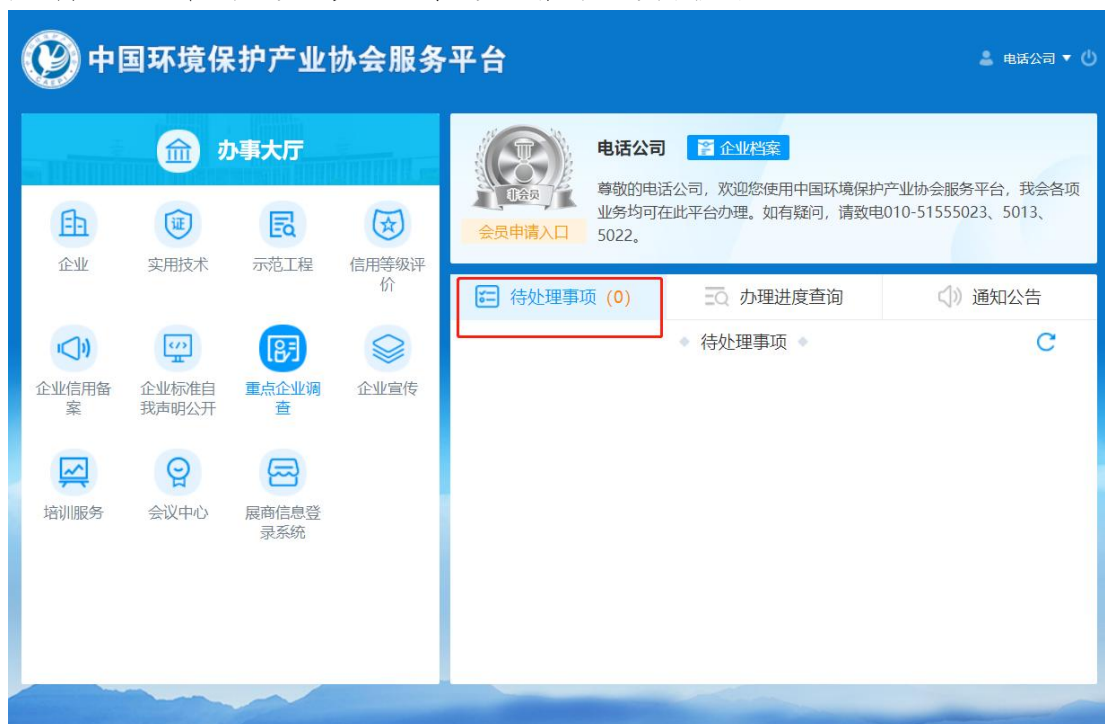 中国环境保护产业协会服务平台
电话公司
办事大厅
企业
实用技术
示范工程
信用等级评
价
企业信用备
案
企业标准自
我声明公开
重点企业调
查
企业宣传
培训服务
会议中心
展商信息登
录系统
非会员
会员申请入口
电话公司
企业档案
尊敬的电话公司，欢迎您使用中国环境保护产业协会服务平台，我会各项
业务均可在此平台办理。如有疑问，请致电010-51555023、5013、
5022。
待处理事项 (0)
办理进度查询
通知公告
待处理事项